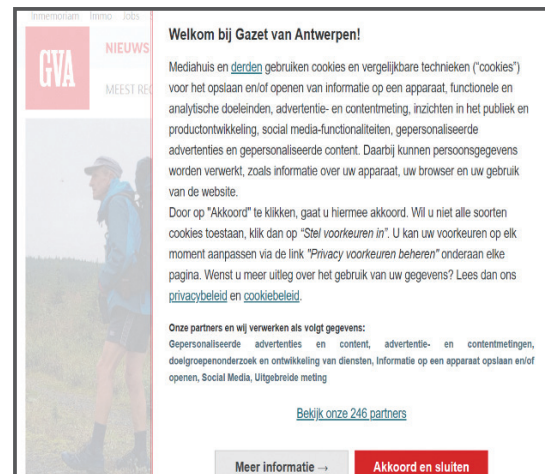 Inmemoriam Immo Jobs
GVA
NIEUWS
MEEST
Welkom bij Gazet van Antwerpen!
Mediahuis en derden gebruiken cookies en vergelijkbare technieken (“cookies”)
voor het opslaan en/of openen van informatie op een apparaat, functionele en
analytische doeleinden, advertentie- en contentmeting, inzichten in het publiek en
productontwikkeling, social media-functionaliteiten, gepersonaliseerde
advertenties en gepersonaliseerde content. Daarbij kunnen persoonsgegevens
worden verwerkt, zoals informatie over uw apparaat, uw browser en uw gebruik
van de website.
Door op "Akkoord" te klikken, gaat u hiermee akkoord. Wil u niet alle soorten
cookies toestaan, klik dan op “Stel voorkeuren in”. U kan uw voorkeuren op elk
moment aanpassen via de link "Privacy voorkeuren beheren" onderaan elke
pagina. Wenst u meer uitleg over het gebruik van uw gegevens? Lees dan ons
privacybeleid en cookiebeleid.
Onze partners en wij verwerken als volgt gegevens:
Gepersonaliseerde advertenties en content, advertentie- en contentmetingen,
doelgroepenonderzoek en ontwikkeling van diensten, Informatie op een apparaat opslaan en/of
openen, Social Media, Uitgebreide meting
Bekijk onze 246 partners
Meer informatie →
Akkoord en sluiten